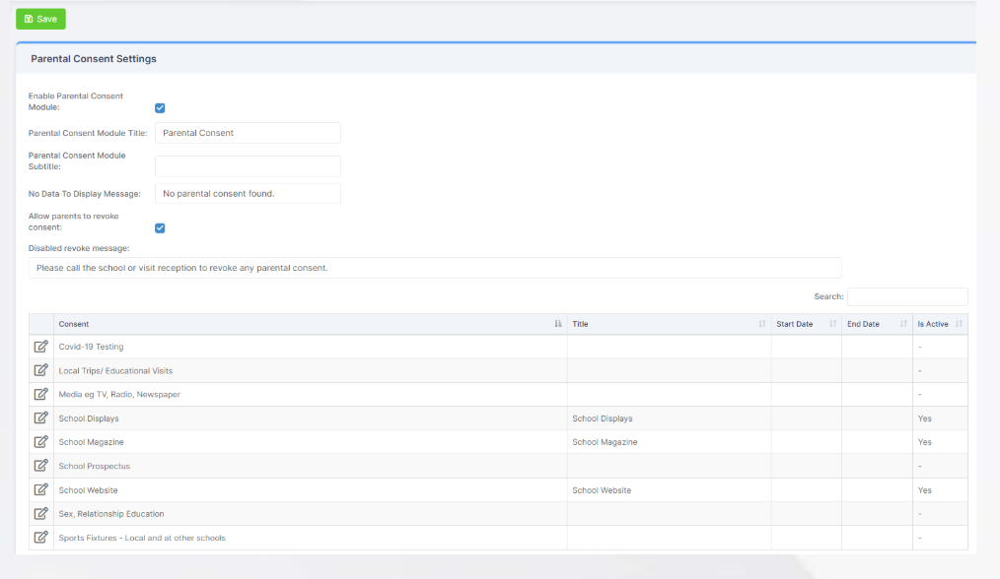 Save
Parental Consent Settings
Enable Parental Consent
Module:
Parental Consent Module Title: Parental Consent
Parental Consent Module
Subtitle:
No Data To Display Message: No parental consent found.
Allow parents to revoke
consent:
Disabled revoke message:
Please call the school or visit reception to revoke any parental consent.
Search:
Consent Title Start Date End Date Is Active
Covid-19 Testing -
Local Trips/ Educational Visits -
Media eg TV, Radio, Newspaper -
School Displays School Displays Yes
School Magazine School Magazine Yes
School Prospectus -
School Website School Website Yes
Sex, Relationship Education -
Sports Fixtures - Local and at other schools -